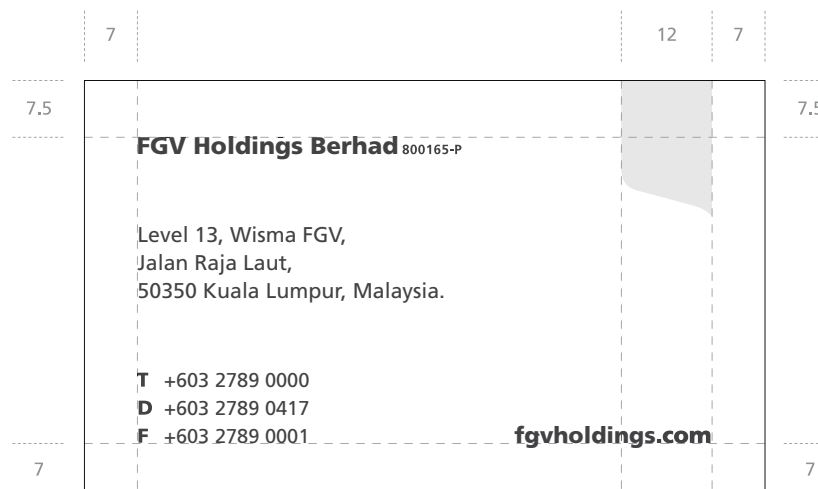 7 12 7
7.5 7.5
FGV Holdings Berhad 800165-P
Level 13, Wisma FGV,
Jalan Raja Laut,
50350 Kuala Lumpur, Malaysia.
T +603 2789 0000
D +603 2789 0417
F +603 2789 0001 fgvholdings.com
7 7